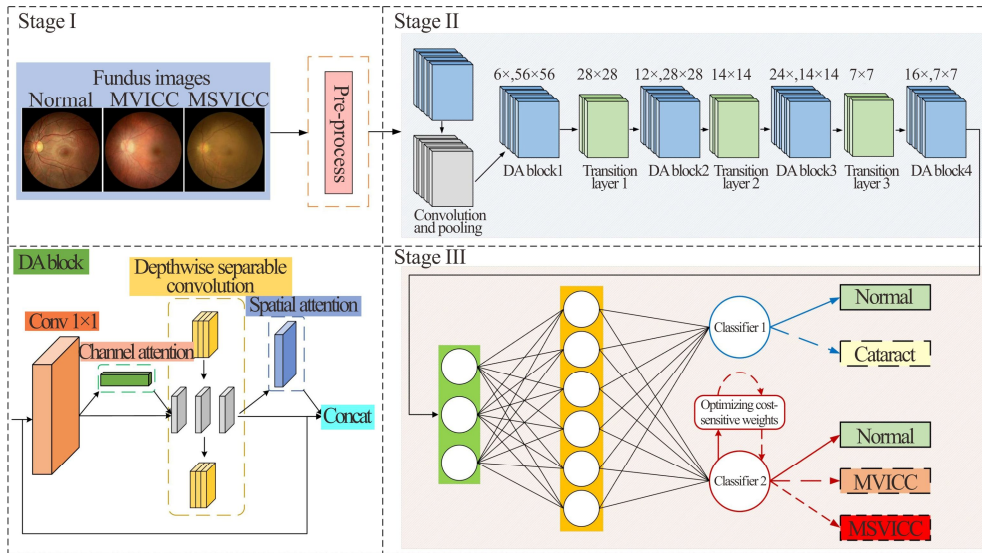 Stage I
Fundus images
Normal MVICC MSVICC
Pre-process
Stage II
6×,56×56 28×28 12×,28×28 14×14 24×,14×14 7×7 16×,7×7
DA block1
Transition
layer 1
DA block2
Transition
layer 2
DA block3
Transition
layer 3
DA block4
Convolution
and pooling
DA block
Conv 1×1
Channel attention
Depthwise separable
convolution
Spatial attention
Concat
Stage III
Classifier 1
Normal
Cataract
Optimizing cost-
sensitive weights
Classifier 2
Normal
MVICC
MSVICC